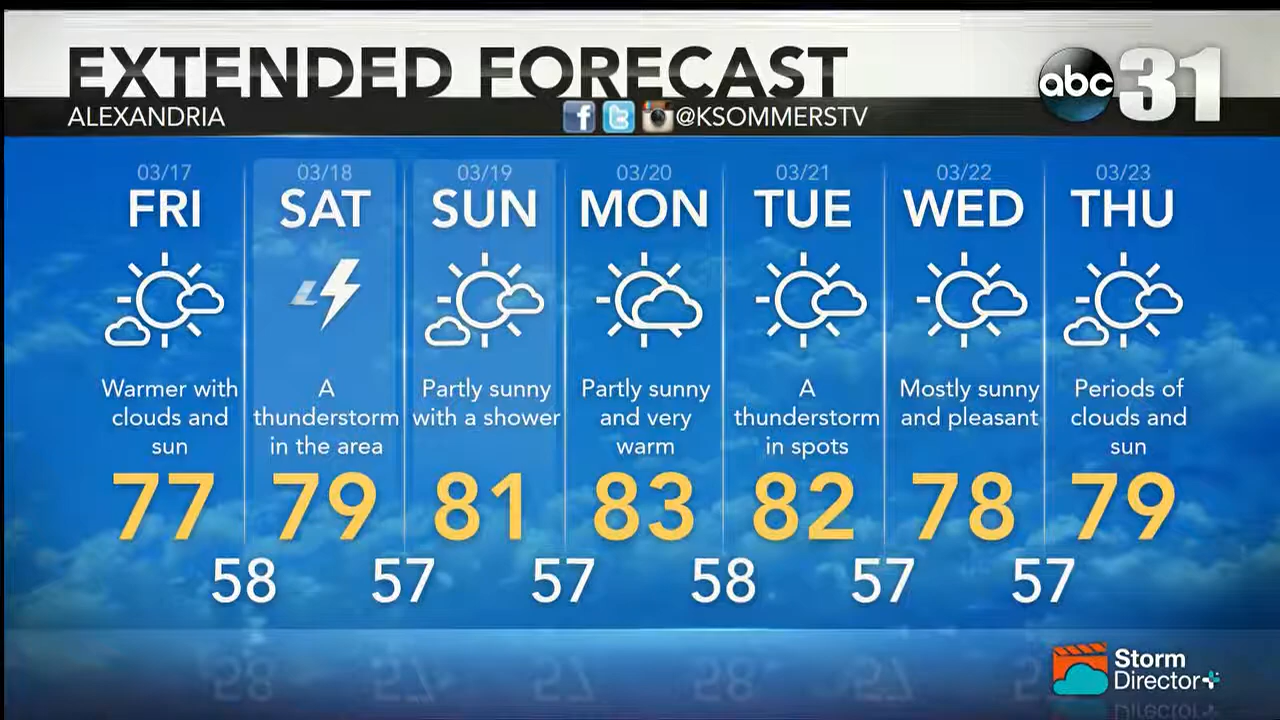 EXTENDED FORECAST
abc 31
ALEXANDRIA
@KSOMMERSTV
03/17 03/18 03/19 03/20 03/21 03/22 03/23
FRI SAT SUN MON TUE WED THU
Warmer with
clouds and
sun
A
thunderstorm
in the area
Partly sunny
with a shower
Partly sunny
and very
warm
A
thunderstorm
in spots
Mostly sunny
and pleasant
Periods of
clouds and
sun
77 79 81 83 82 78 79
58 57 57 58 57 57
Storm
Director+